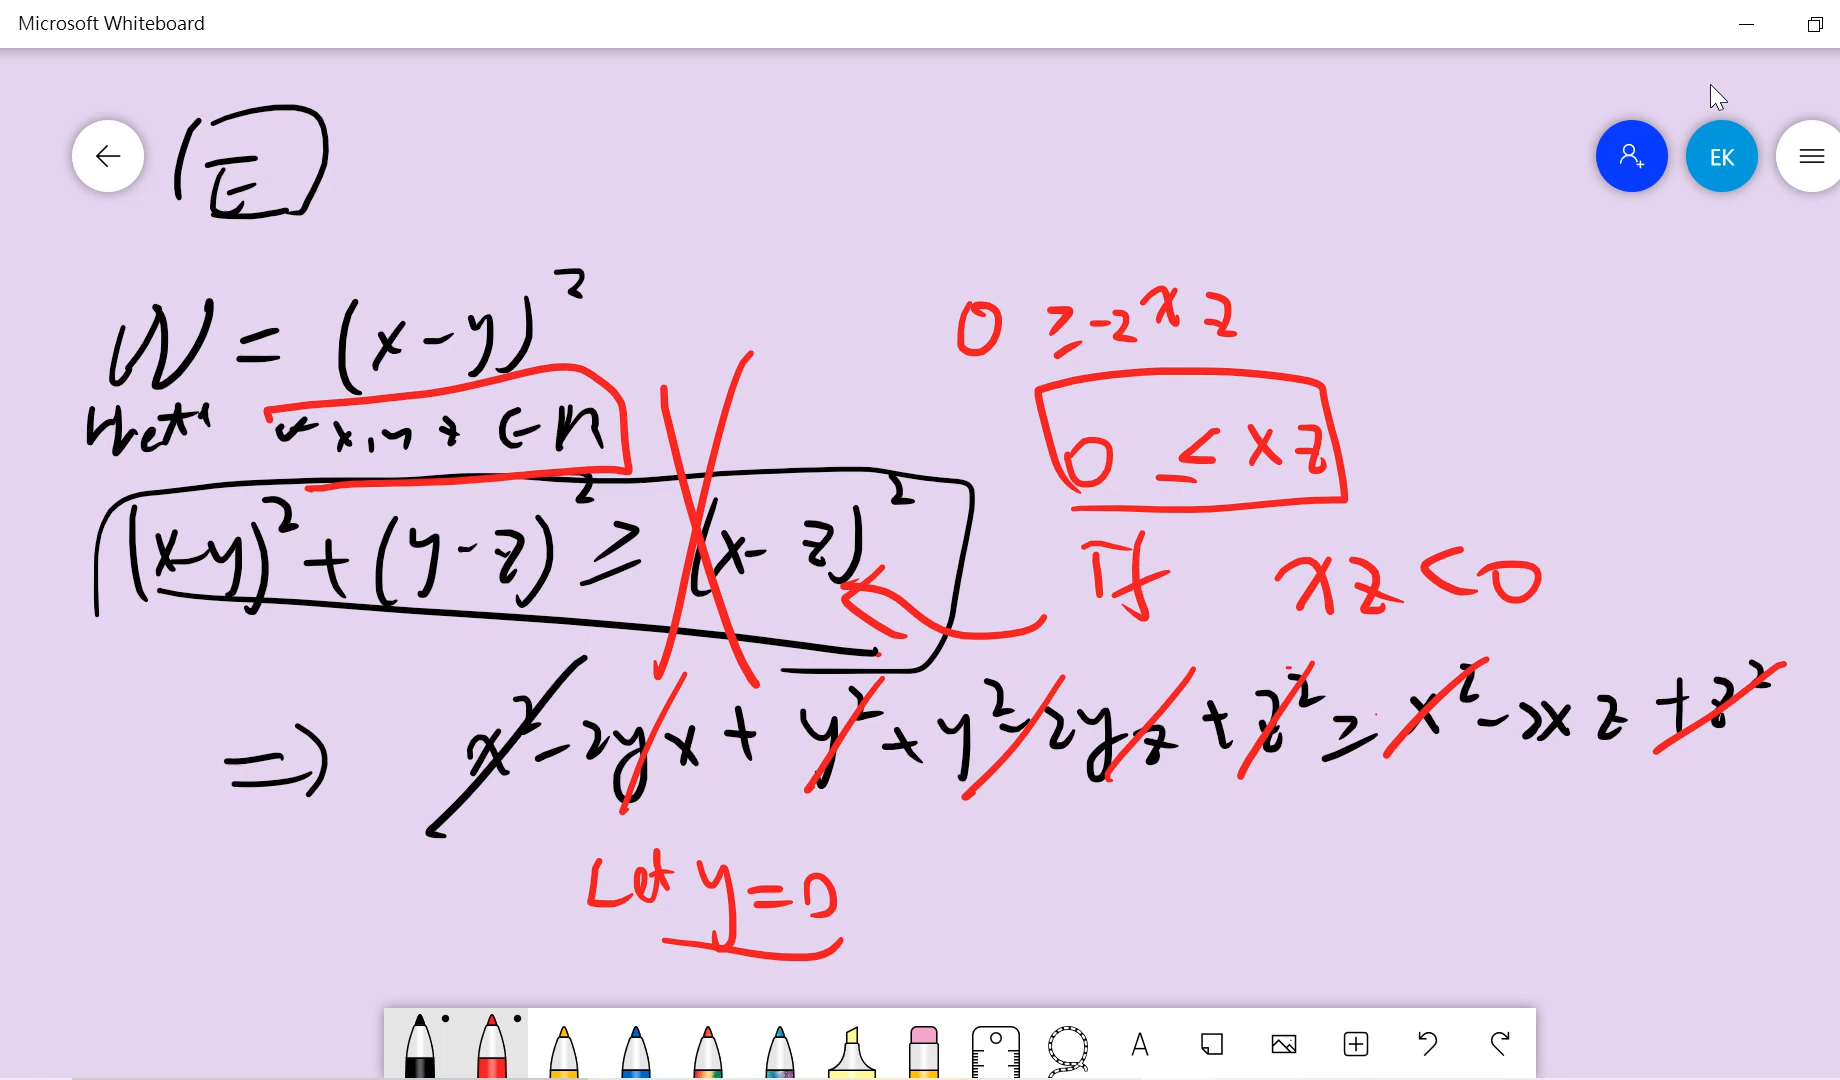 Microsoft Whiteboard
E
EK
N = (x-y)²
x, y z ∈ R
(x-y)² + (y-z)² ≥ (x-z)²
0 ≥ -2xz
0 ≤ xz
If xz < 0
⇒ x² - 2yx + y² + y² - 2yz + z² ≥ x² - 2xz + z²
Let y = 0
A